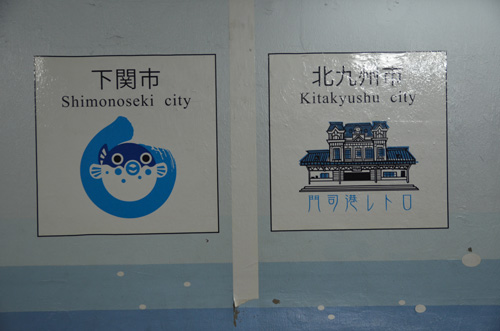 下関市
Shimonoseki city
北九州市
Kitakyushu city
門司港レトロ